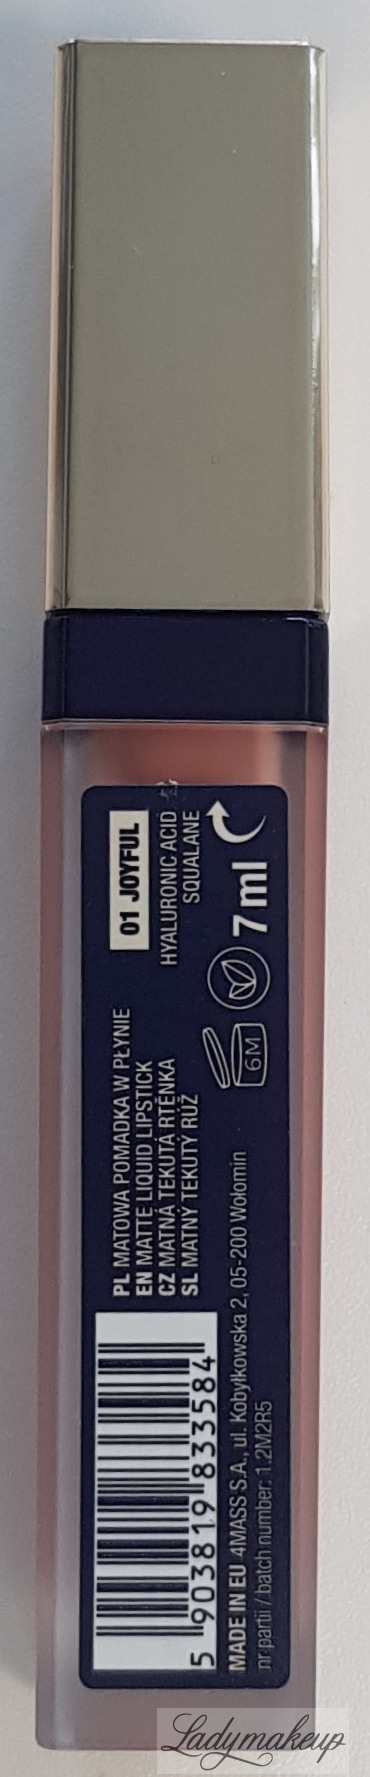 01 JOYFUL
HYALURONIC ACID
SQUALANE
PL MATOWA POMADKA W PŁYNIE
EN MATTE LIQUID LIPSTICK
CZ MATNÁ TEKUTÁ RTĚNKA
SL MATNÝ TEKUTÝ RÚŽ
6M
7 ml
5 903819 833584
MADE IN EU 4MASS S.A., ul. Kobyłkowska 2, 05-200 Wołomin
nr partii / batch number: 1.2M2R5
Ladymakeup